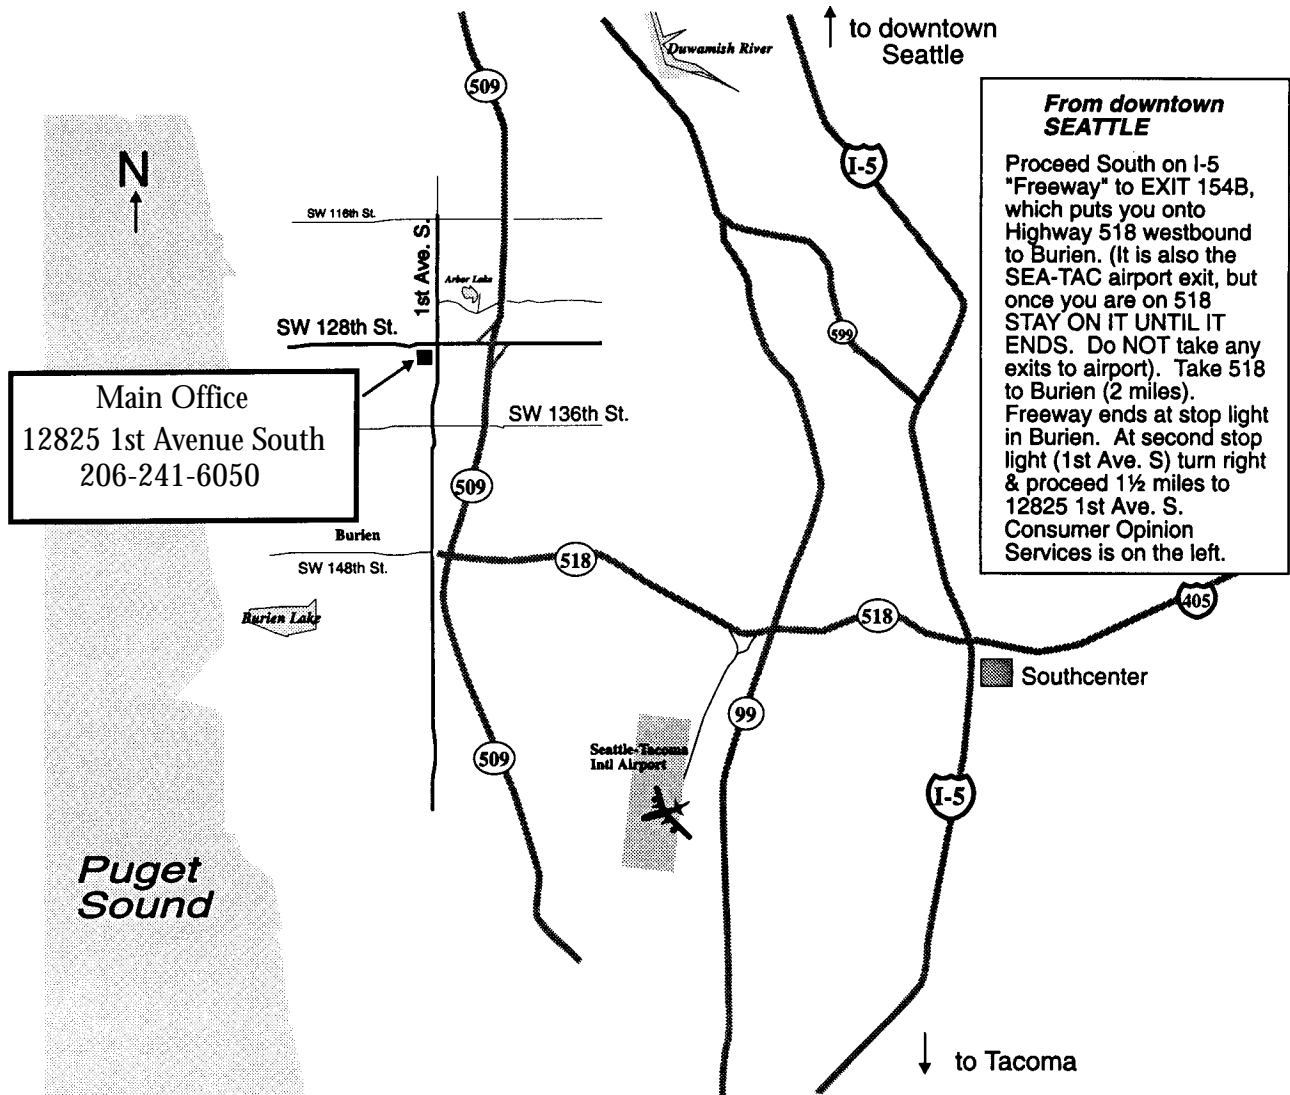 to downtown
Seattle
Duwamish River
509
From downtown
SEATTLE
Proceed South on I-5
"Freeway" to EXIT 154B,
which puts you onto
Highway 518 westbound
to Burien. (It is also the
SEA-TAC airport exit, but
once you are on 518
STAY ON IT UNTIL IT
ENDS. Do NOT take any
exits to airport). Take 518
to Burien (2 miles).
Freeway ends at stop light
in Burien. At second stop
light (1st Ave. S) turn right
& proceed 1½ miles to
12825 1st Ave. S.
Consumer Opinion
Services is on the left.
N
I-5
SW 116th St.
1st Ave. S.
Arbor Lake
SW 128th St.
599
Main Office
12825 1st Avenue South
206-241-6050
SW 136th St.
509
Burien
SW 148th St.
518
405
Burien Lake
518
Southcenter
99
Seattle-Tacoma
Intl Airport
509
I-5
Puget
Sound
to Tacoma